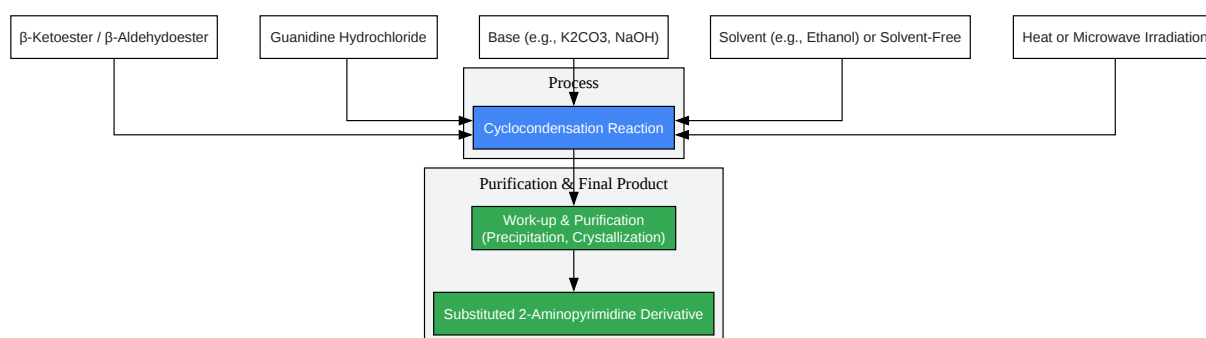 β-Ketoester / β-Aldehydoester
Guanidine Hydrochloride
Base (e.g., K2CO3, NaOH)
Solvent (e.g., Ethanol) or Solvent-Free
Heat or Microwave Irradiation
Process
Cyclocondensation Reaction
Purification & Final Product
Work-up & Purification
(Precipitation, Crystallization)
Substituted 2-Aminopyrimidine Derivative